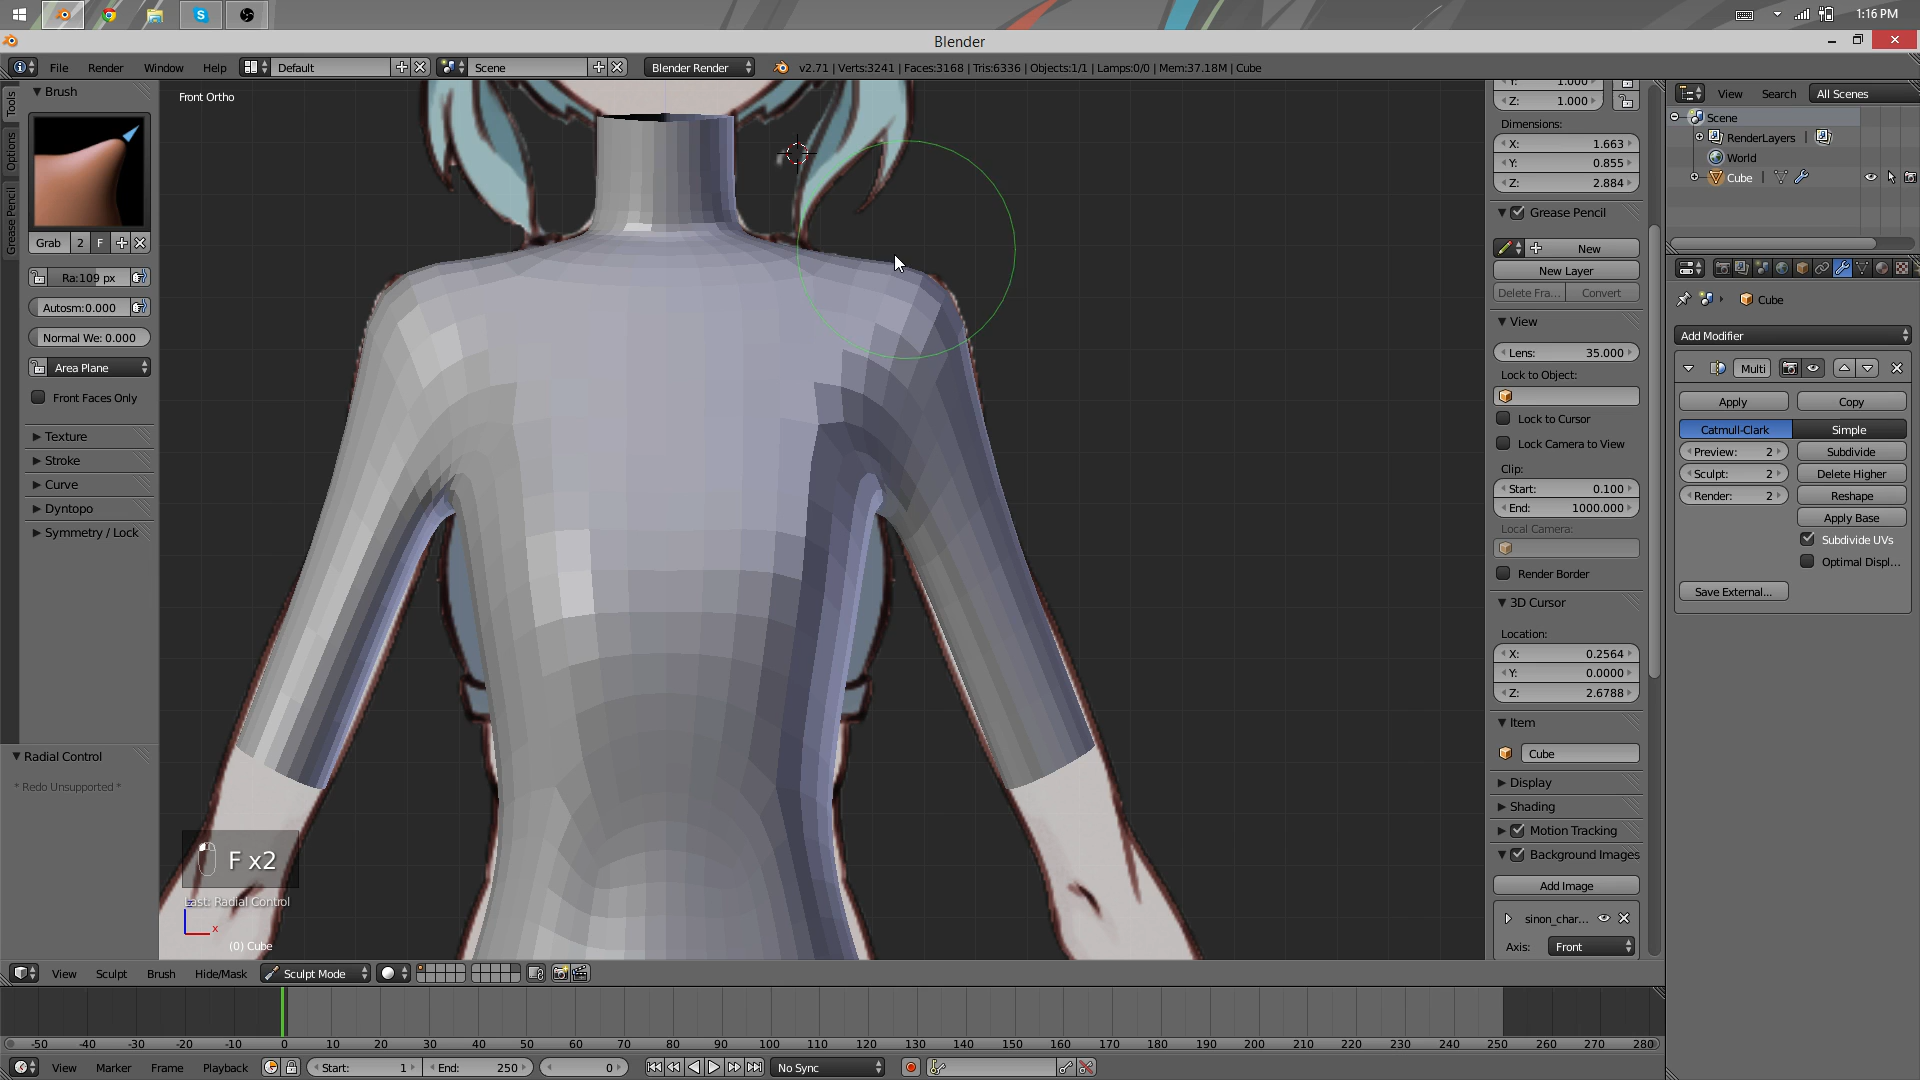 1:16 PM
Blender
File Render Window Help Default Scene Blender Render v2.71 | Verts:3241 | Faces:3168 | Tris:6336 | Objects:1/1 | Lamps:0/0 | Mem:37.18M | Cube
Tools
Options
Grease Pencil
Brush
Grab 2 F
Ra:109 px
Autosm:0.000
Normal We: 0.000
Area Plane
Front Faces Only
Texture
Stroke
Curve
Dyntopo
Symmetry / Lock
Radial Control
* Redo Unsupported *
Front Ortho
F x2
Last: Radial Control
x
(0) Cube
Y: 1.000
Z: 1.000
Dimensions:
X: 1.663
Y: 0.855
Z: 2.884
Grease Pencil
New
New Layer
Delete Fra... Convert
View
Lens: 35.000
Lock to Object:
Lock to Cursor
Lock Camera to View
Clip:
Start: 0.100
End: 1000.000
Local Camera:
Render Border
3D Cursor
Location:
X: 0.2564
Y: 0.0000
Z: 2.6788
Item
Cube
Display
Shading
Motion Tracking
Background Images
Add Image
sinon_char...
Axis: Front
View Search All Scenes
Scene
RenderLayers
World
Cube
Cube
Add Modifier
Multi
Apply Copy
Catmull-Clark Simple
Preview: 2 Subdivide
Sculpt: 2 Delete Higher
Render: 2 Reshape
Apply Base
Subdivide UVs
Optimal Displ...
Save External...
View Sculpt Brush Hide/Mask Sculpt Mode
-50 -40 -30 -20 -10 0 10 20 30 40 50 60 70 80 90 100 110 120 130 140 150 160 170 180 190 200 210 220 230 240 250 260 270 280
View Marker Frame Playback Start: 1 End: 250 0 No Sync